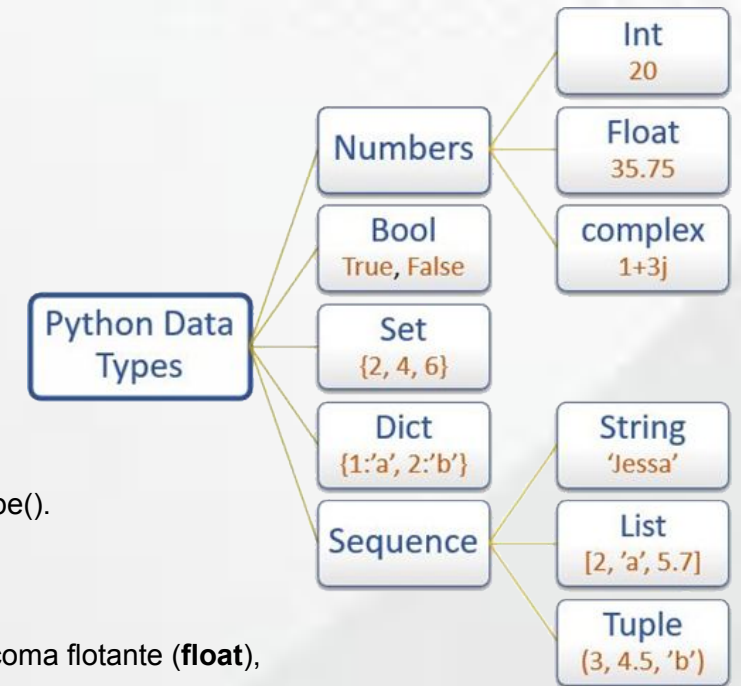 Python Data
Types
Numbers
Int
20
Float
35.75
complex
1+3j
Bool
True, False
Set
{2, 4, 6}
Dict
{1:’a’, 2:’b’}
Sequence
String
‘Jessa’
List
[2, ’a’, 5.7]
Tuple
(3, 4.5, ’b’)
().
coma flotante (float),